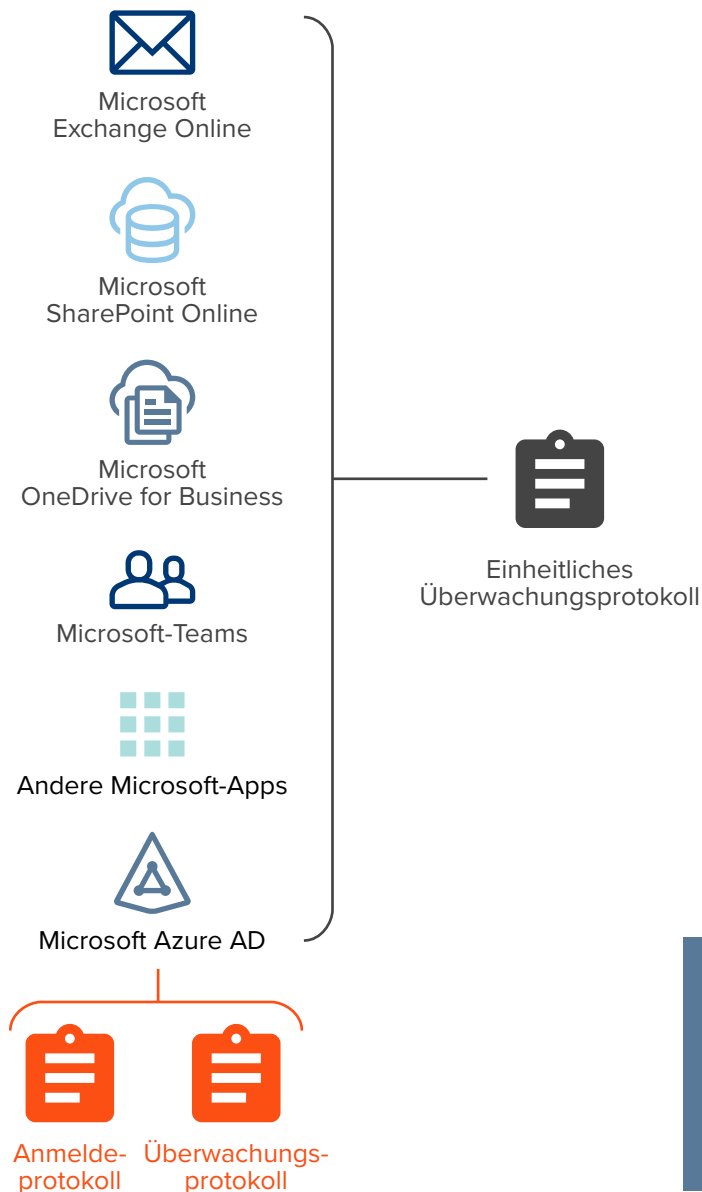 Microsoft
Exchange Online
Microsoft
SharePoint Online
Microsoft
OneDrive for Business
Microsoft-Teams
Andere Microsoft-Apps
Microsoft Azure AD
Einheitliches
Überwachungsprotokoll
Anmelde-
protokoll
Überwachungs-
protokoll